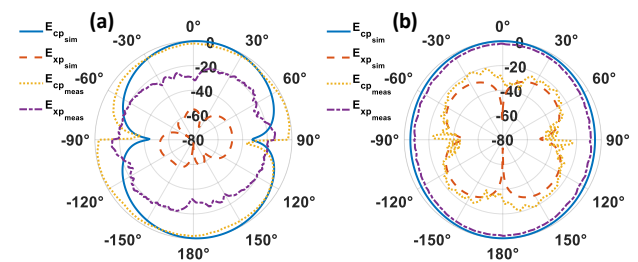 (a)
E_cp_sim
E_xp_sim
E_cp_meas
E_xp_meas
0°
-30° 30°
-60° 60°
-90° 90°
-120° 120°
-150° 150°
180°
0
-20
-40
-60
-80
(b)
E_cp_sim
E_xp_sim
E_cp_meas
E_xp_meas
0°
-30° 30°
-60° 60°
-90° 90°
-120° 120°
-150° 150°
180°
0
-20
-40
-60
-80